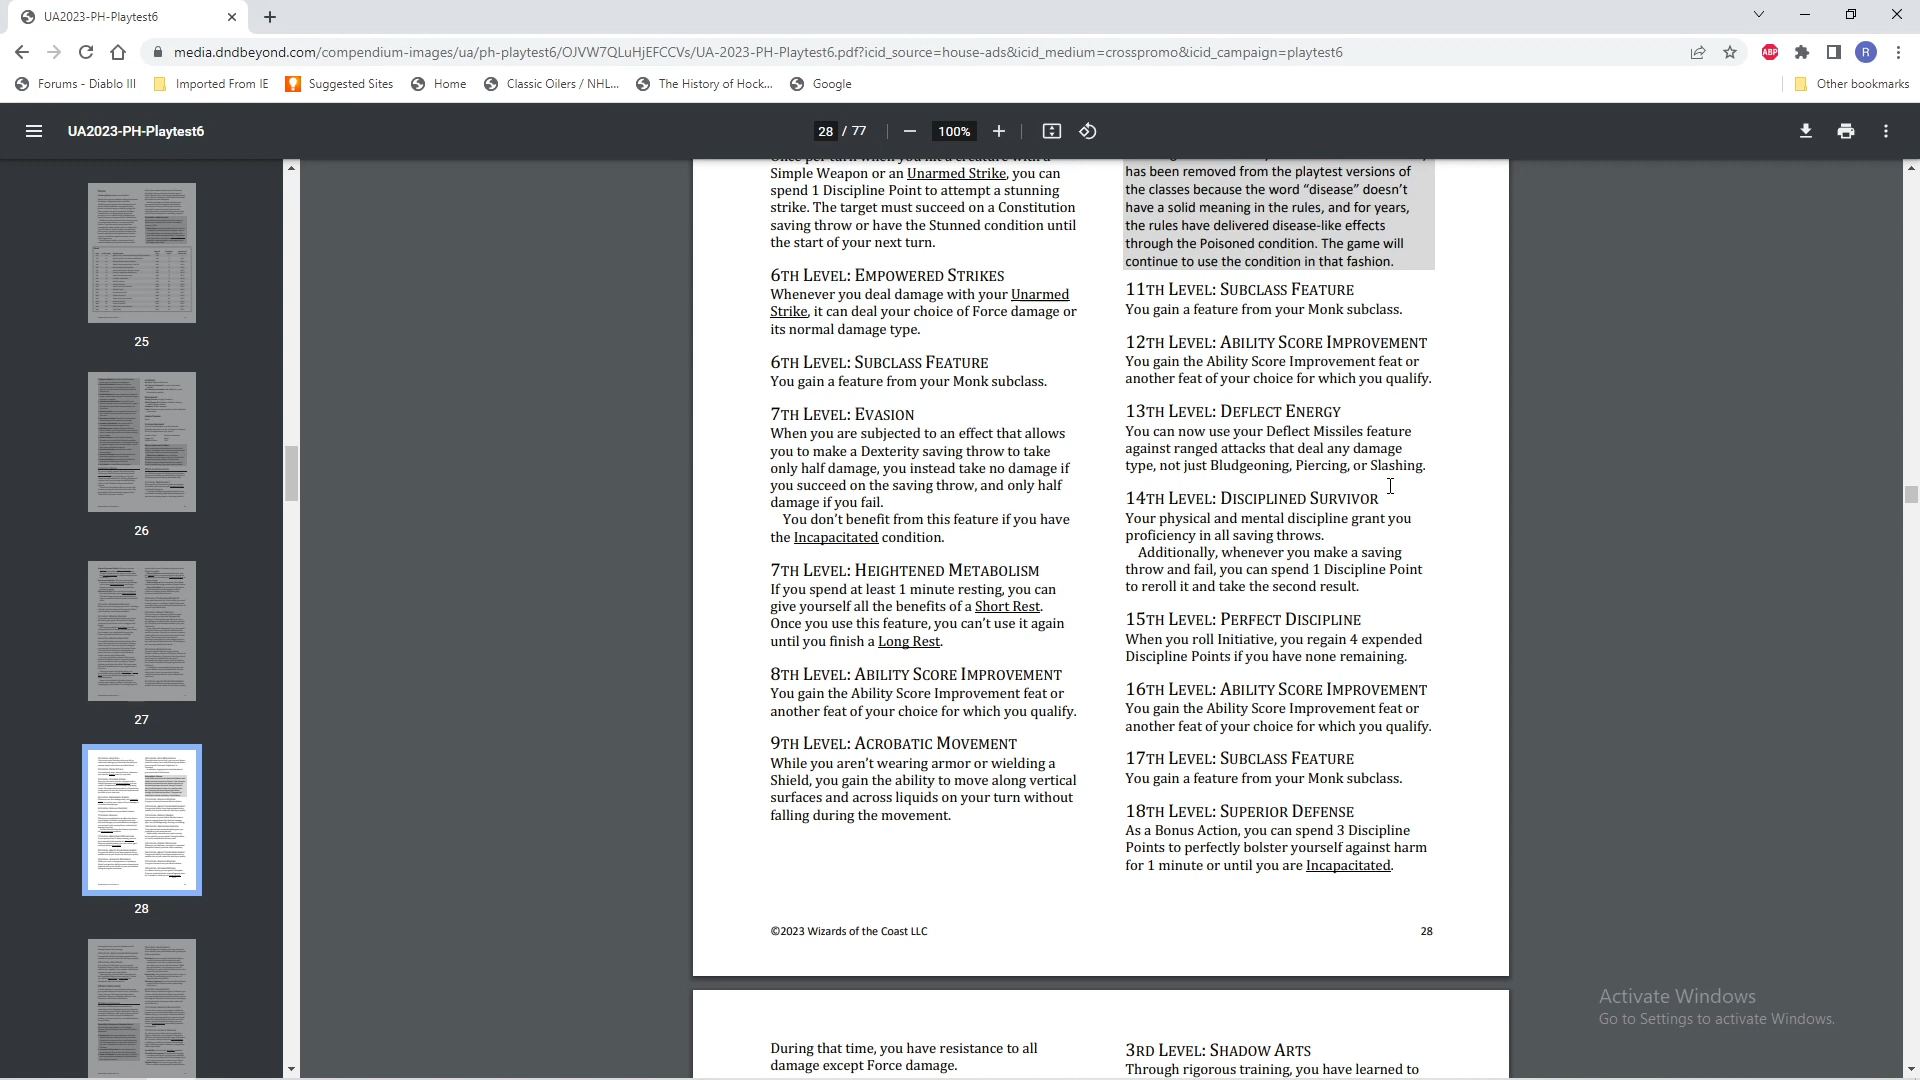 UA2023-PH-Playtest6
media.dndbeyond.com/compendium-images/ua/ph-playtest6/OJVW7QLuHjEFCCVs/UA-2023-PH-Playtest6.pdf?icid_source=house-ads&icid_medium=crosspromo&icid_campaign=playtest6
ABP
R
Forums - Diablo III
Imported From IE
Suggested Sites
Home
Classic Oilers / NHL...
The History of Hock...
Google
Other bookmarks
UA2023-PH-Playtest6
28 / 77
100%
25
26
27
28
Simple Weapon or an Unarmed Strike, you can
spend 1 Discipline Point to attempt a stunning
strike. The target must succeed on a Constitution
saving throw or have the Stunned condition until
the start of your next turn.
6TH LEVEL: EMPOWERED STRIKES
Whenever you deal damage with your Unarmed
Strike, it can deal your choice of Force damage or
its normal damage type.
6TH LEVEL: SUBCLASS FEATURE
You gain a feature from your Monk subclass.
7TH LEVEL: EVASION
When you are subjected to an effect that allows
you to make a Dexterity saving throw to take
only half damage, you instead take no damage if
you succeed on the saving throw, and only half
damage if you fail.
You don't benefit from this feature if you have
the Incapacitated condition.
7TH LEVEL: HEIGHTENED METABOLISM
If you spend at least 1 minute resting, you can
give yourself all the benefits of a Short Rest.
Once you use this feature, you can't use it again
until you finish a Long Rest.
8TH LEVEL: ABILITY SCORE IMPROVEMENT
You gain the Ability Score Improvement feat or
another feat of your choice for which you qualify.
9TH LEVEL: ACROBATIC MOVEMENT
While you aren't wearing armor or wielding a
Shield, you gain the ability to move along vertical
surfaces and across liquids on your turn without
falling during the movement.
has been removed from the playtest versions of
the classes because the word “disease” doesn't
have a solid meaning in the rules, and for years,
the rules have delivered disease-like effects
through the Poisoned condition. The game will
continue to use the condition in that fashion.
11TH LEVEL: SUBCLASS FEATURE
You gain a feature from your Monk subclass.
12TH LEVEL: ABILITY SCORE IMPROVEMENT
You gain the Ability Score Improvement feat or
another feat of your choice for which you qualify.
13TH LEVEL: DEFLECT ENERGY
You can now use your Deflect Missiles feature
against ranged attacks that deal any damage
type, not just Bludgeoning, Piercing, or Slashing.
14TH LEVEL: DISCIPLINED SURVIVOR
Your physical and mental discipline grant you
proficiency in all saving throws.
Additionally, whenever you make a saving
throw and fail, you can spend 1 Discipline Point
to reroll it and take the second result.
15TH LEVEL: PERFECT DISCIPLINE
When you roll Initiative, you regain 4 expended
Discipline Points if you have none remaining.
16TH LEVEL: ABILITY SCORE IMPROVEMENT
You gain the Ability Score Improvement feat or
another feat of your choice for which you qualify.
17TH LEVEL: SUBCLASS FEATURE
You gain a feature from your Monk subclass.
18TH LEVEL: SUPERIOR DEFENSE
As a Bonus Action, you can spend 3 Discipline
Points to perfectly bolster yourself against harm
for 1 minute or until you are Incapacitated.
©2023 Wizards of the Coast LLC
28
During that time, you have resistance to all
damage except Force damage.
3RD LEVEL: SHADOW ARTS
Through rigorous training, you have learned to
Activate Windows
Go to Settings to activate Windows.